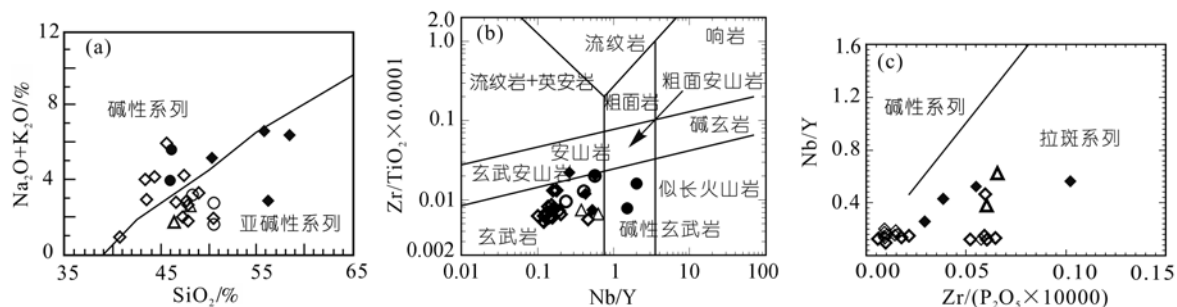 (a)
12
8
4
0
Na₂O+K₂O/%
碱性系列
亚碱性系列
35
45
55
65
SiO₂/%
(b)
2.0
1.0
0.1
0.01
0.002
Zr/TiO₂×0.0001
流纹岩
响岩
流纹岩+英安岩
粗面安山岩
粗面岩
碱玄岩
安山岩
玄武安山岩
似长火山岩
玄武岩
碱性玄武岩
0.01
0.1
1
10
100
Nb/Y
(c)
1.6
1.2
0.8
0.4
0
Nb/Y
碱性系列
拉斑系列
0.00
0.05
0.10
0.15
Zr/(P₂O₅×10000)